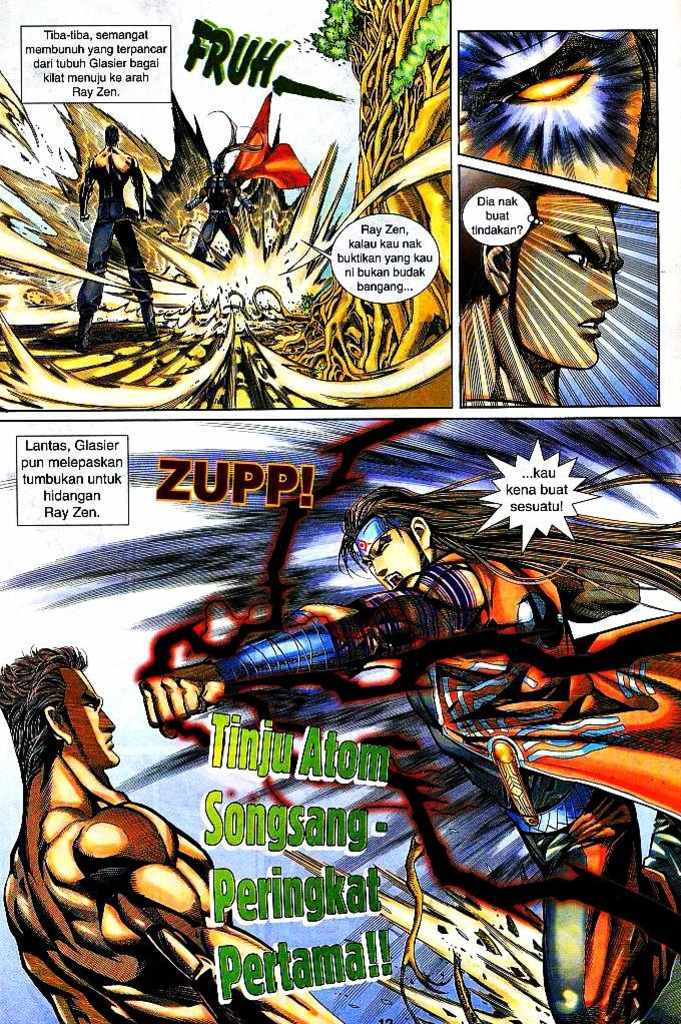 Tiba-tiba, semangat
membunuh yang terpancar
dari tubuh Glasier bagai
kilat menuju ke arah
Ray Zen.
FRUH
Ray Zen,
kalau kau nak
buktikan yang kau
ni bukan budak
bangang...
Dia nak
buat
tindakan?
Lantas, Glasier
pun melepaskan
tumbukan untuk
hidangan
Ray Zen.
ZUPP!
...kau
kena buat
sesuatu!
Tinju Atom
Songsang -
Peringkat
Pertama!!